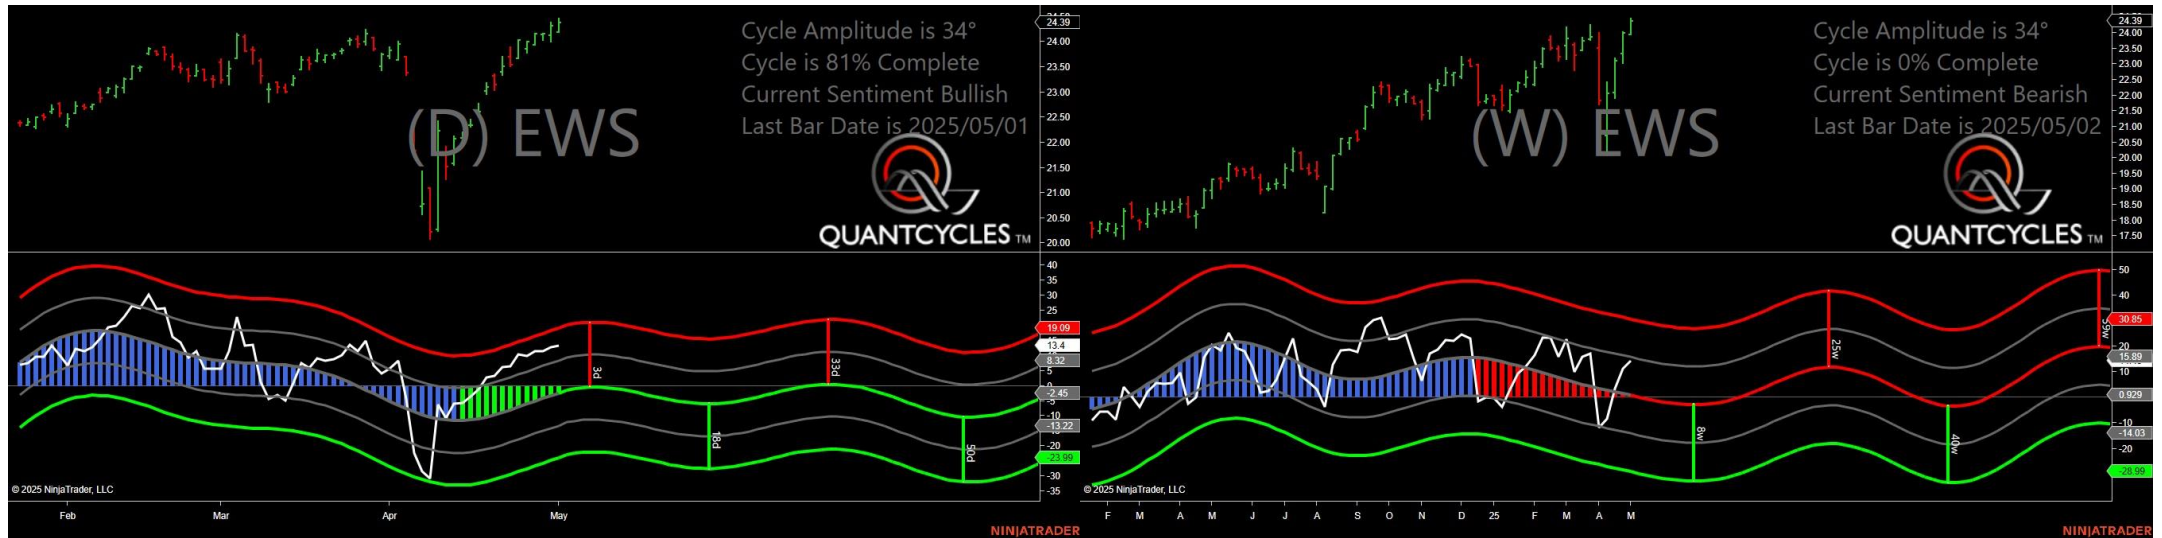 Cycle Amplitude is 34°
Cycle is 81% Complete
Current Sentiment Bullish
Last Bar Date is 2025/05/01
(D) EWS
QUANTCYCLES TM
24.39
24.00
23.50
23.00
22.50
22.00
21.50
21.00
20.50
20.00
40
35
30
25
19.09
13.4
8.32
5
-2.45
-5
-10
-13.22
-20
-23.99
-30
-35
3d
18d
33d
50d
© 2025 NinjaTrader, LLC
Feb
Mar
Apr
May
NINJATRADER
Cycle Amplitude is 34°
Cycle is 0% Complete
Current Sentiment Bearish
Last Bar Date is 2025/05/02
(W) EWS
QUANTCYCLES TM
24.39
24.00
23.50
23.00
22.50
22.00
21.50
21.00
20.50
20.00
19.50
19.00
18.50
18.00
17.50
50
40
30.85
20
15.89
10
0.929
-10
-14.03
-20
-28.99
8w
25w
40w
59w
© 2025 NinjaTrader, LLC
F M A M J J A S O N D 25 F M A M
NINJATRADER